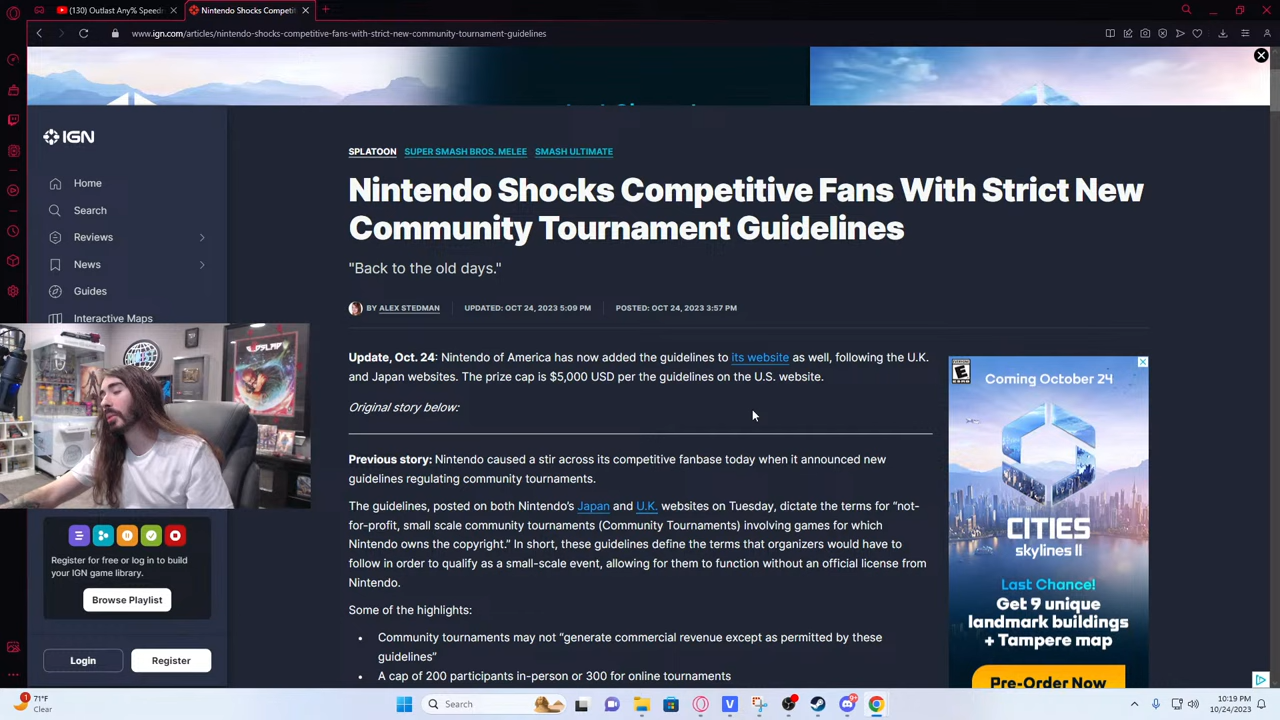 (130) Outlast Any% Speed
Nintendo Shocks Competit
www.ign.com/articles/nintendo-shocks-competitive-fans-with-strict-new-community-tournament-guidelines
IGN
Home
Search
Reviews
News
Guides
Interactive Maps
SPLATOON SUPER SMASH BROS. MELEE SMASH ULTIMATE
Nintendo Shocks Competitive Fans With Strict New
Community Tournament Guidelines
"Back to the old days."
BY ALEX STEDMAN UPDATED: OCT 24, 2023 5:09 PM POSTED: OCT 24, 2023 3:57 PM
Update, Oct. 24: Nintendo of America has now added the guidelines to its website as well, following the U.K.
and Japan websites. The prize cap is $5,000 USD per the guidelines on the U.S. website.
Original story below:
Previous story: Nintendo caused a stir across its competitive fanbase today when it announced new
guidelines regulating community tournaments.
The guidelines, posted on both Nintendo's Japan and U.K. websites on Tuesday, dictate the terms for "not-
for-profit, small scale community tournaments (Community Tournaments) involving games for which
Nintendo owns the copyright." In short, these guidelines define the terms that organizers would have to
follow in order to qualify as a small-scale event, allowing for them to function without an official license from
Nintendo.
Some of the highlights:
• Community tournaments may not "generate commercial revenue except as permitted by these
guidelines"
• A cap of 200 participants in-person or 300 for online tournaments
Register for free or log in to build
your IGN game library.
Browse Playlist
Login
Register
E
Coming October 24
CITIES
skylines II
Last Chance!
Get 9 unique
landmark buildings
+ Tampere map
Pre-Order Now
1
71°F
Clear
Search
10:19 PM
10/24/2023